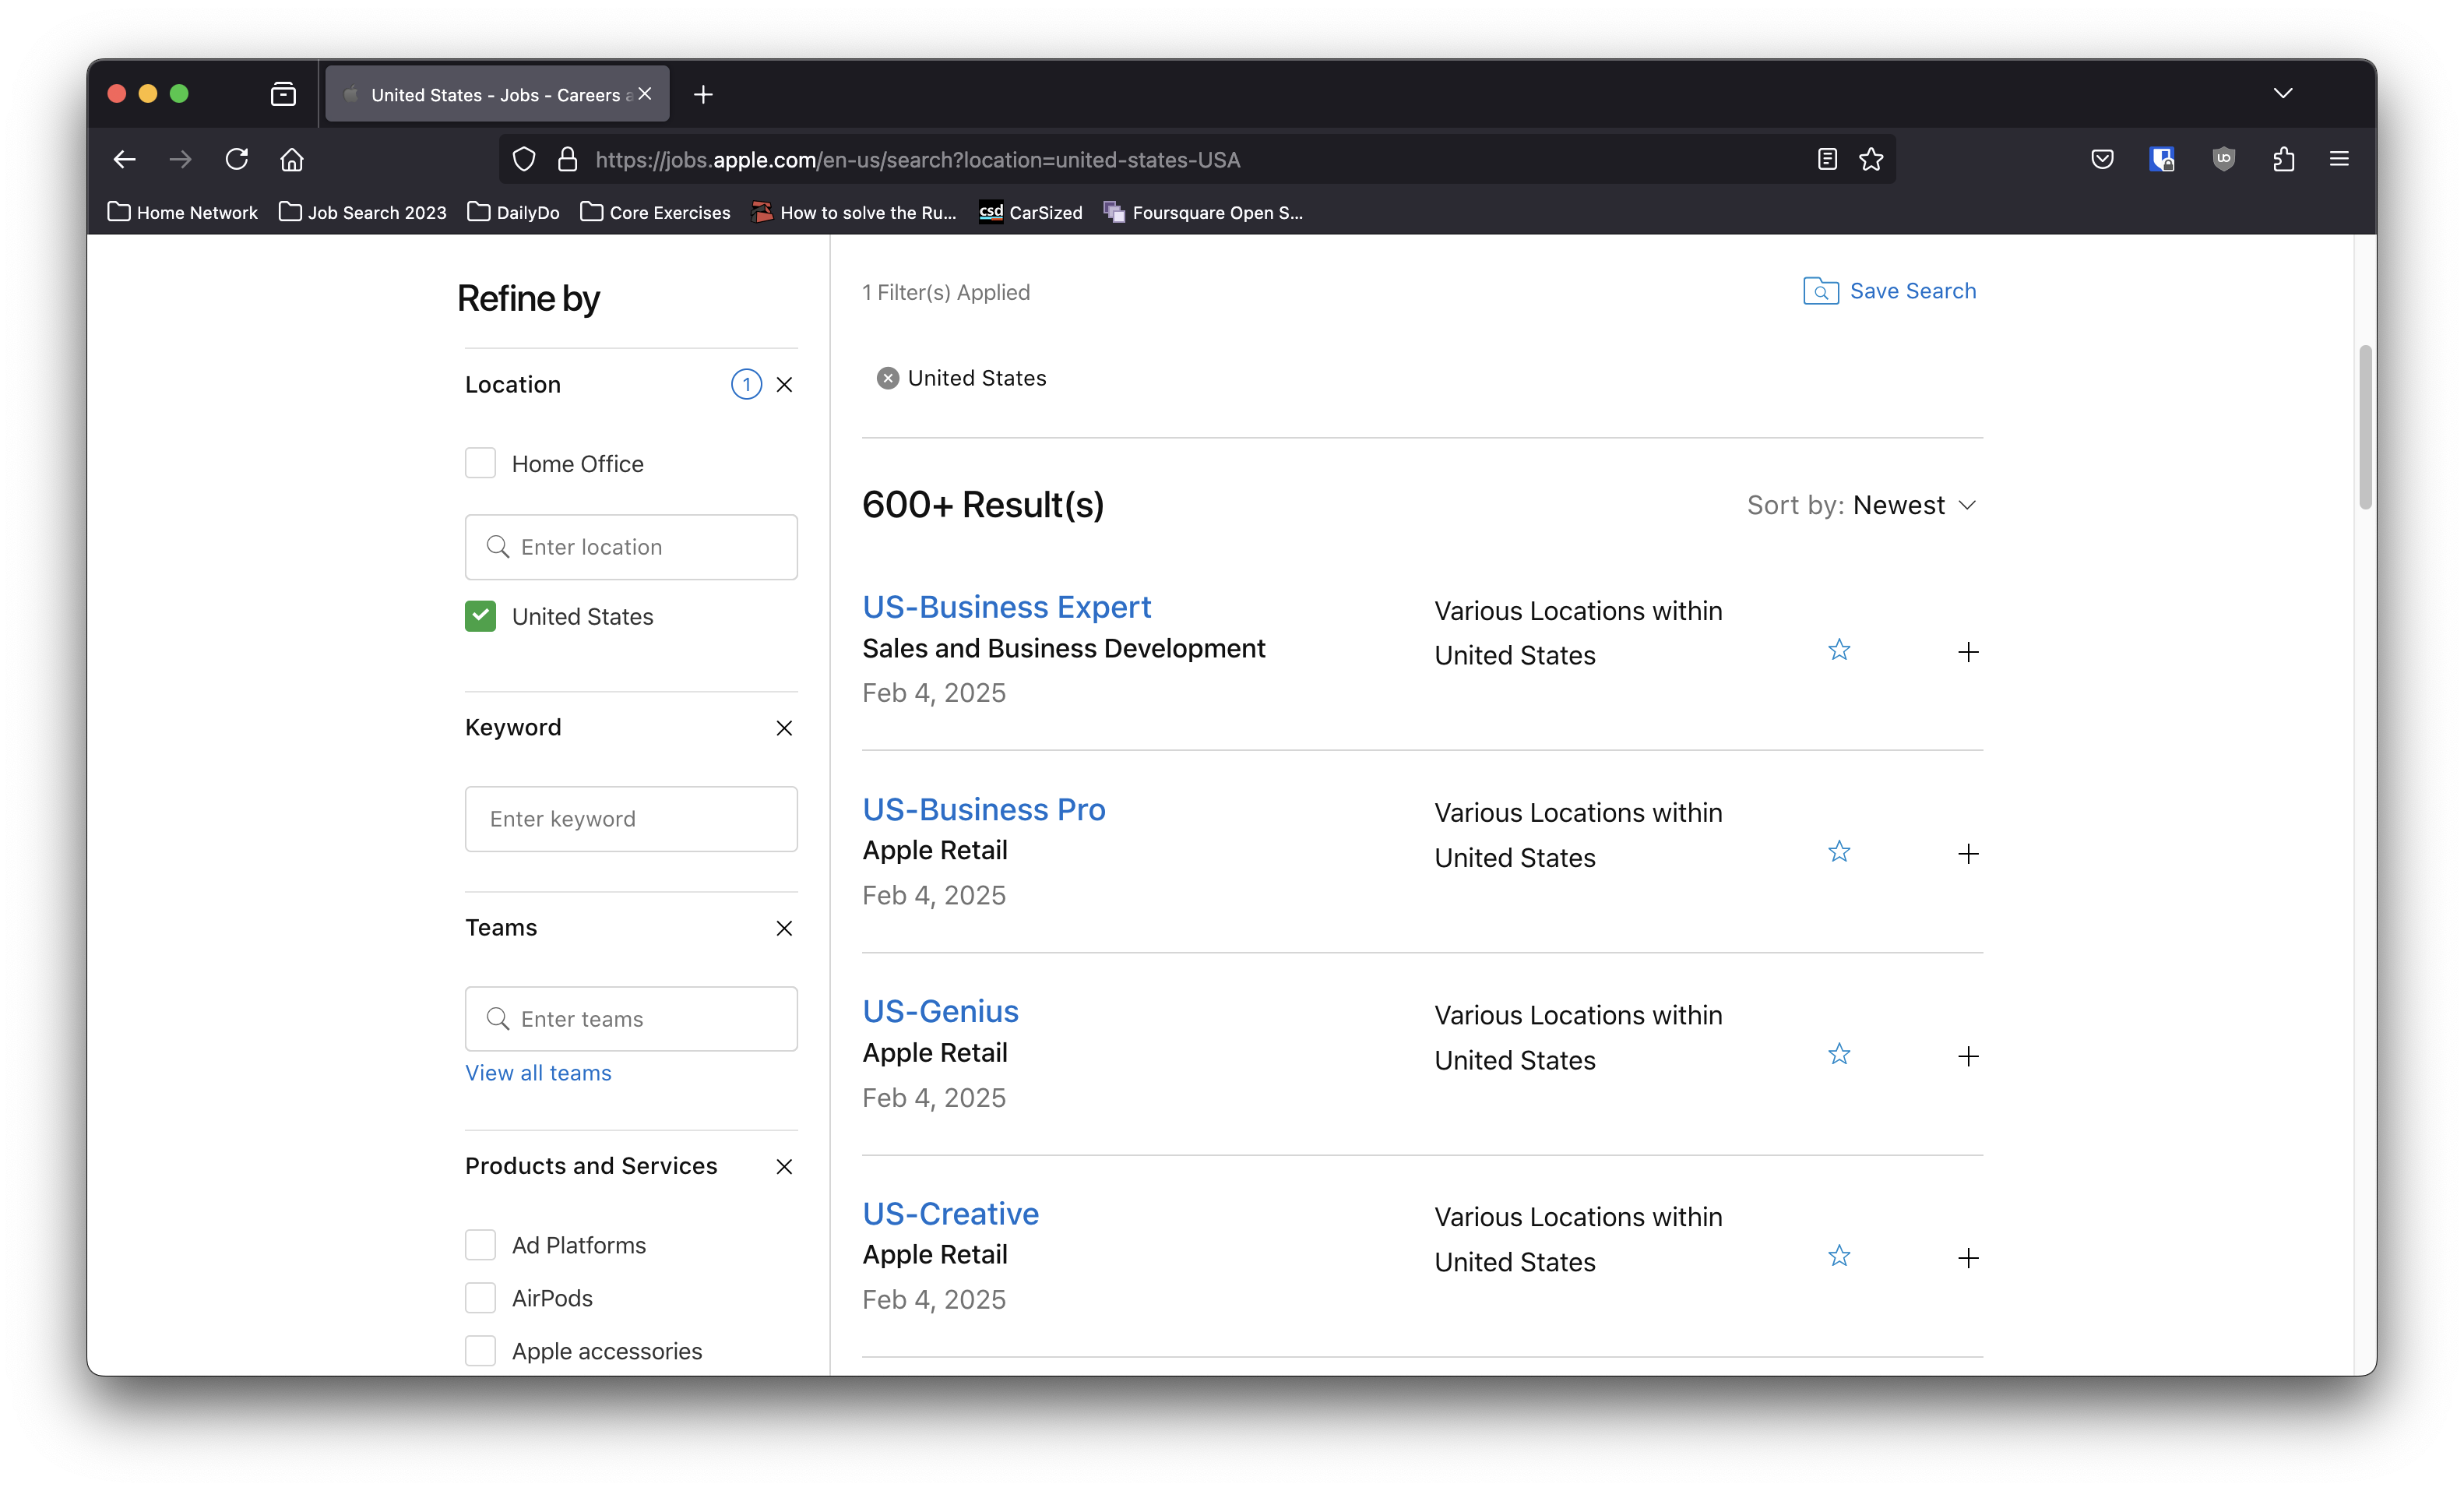 United States - Jobs - Careers a
https://jobs.apple.com/en-us/search?location=united-states-USA
Home Network
Job Search 2023
DailyDo
Core Exercises
How to solve the Ru...
csd
CarSized
Foursquare Open S...
Refine by
Location
1
Home Office
Enter location
United States
Keyword
Enter keyword
Teams
Enter teams
View all teams
Products and Services
Ad Platforms
AirPods
Apple accessories
1 Filter(s) Applied
Save Search
United States
600+ Result(s)
Sort by: Newest
US-Business Expert
Sales and Business Development
Feb 4, 2025
Various Locations within
United States
US-Business Pro
Apple Retail
Feb 4, 2025
Various Locations within
United States
US-Genius
Apple Retail
Feb 4, 2025
Various Locations within
United States
US-Creative
Apple Retail
Feb 4, 2025
Various Locations within
United States